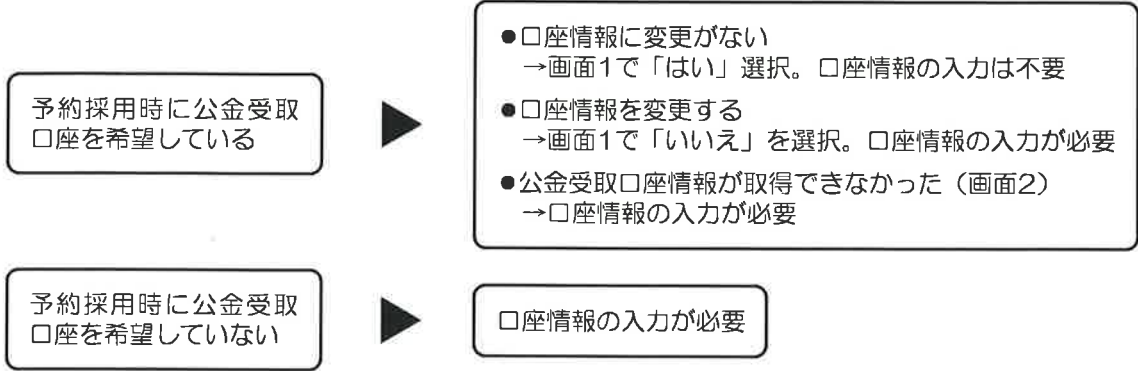 予約採用時に公金受取
口座を希望している
●口座情報に変更がない
→画面1で「はい」選択。口座情報の入力は不要
●口座情報を変更する
→画面1で「いいえ」を選択。口座情報の入力が必要
●公金受取口座情報が取得できなかった（画面2）
→口座情報の入力が必要
予約採用時に公金受取
口座を希望していない
口座情報の入力が必要